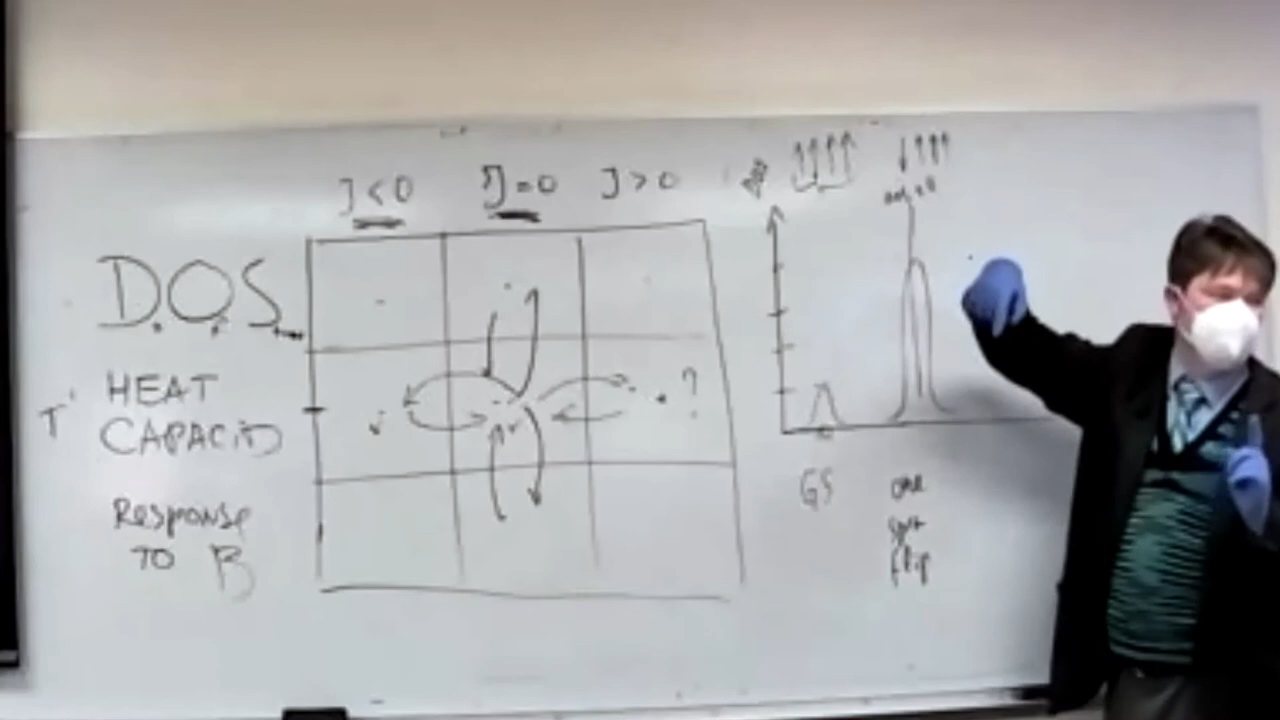 J<0 J=0 J>0
↑↑↑↑ ↓↑↑↑
D.O.S.
HEAT
CAPACITY
?
Response
TO B
GS
one
spin
flip